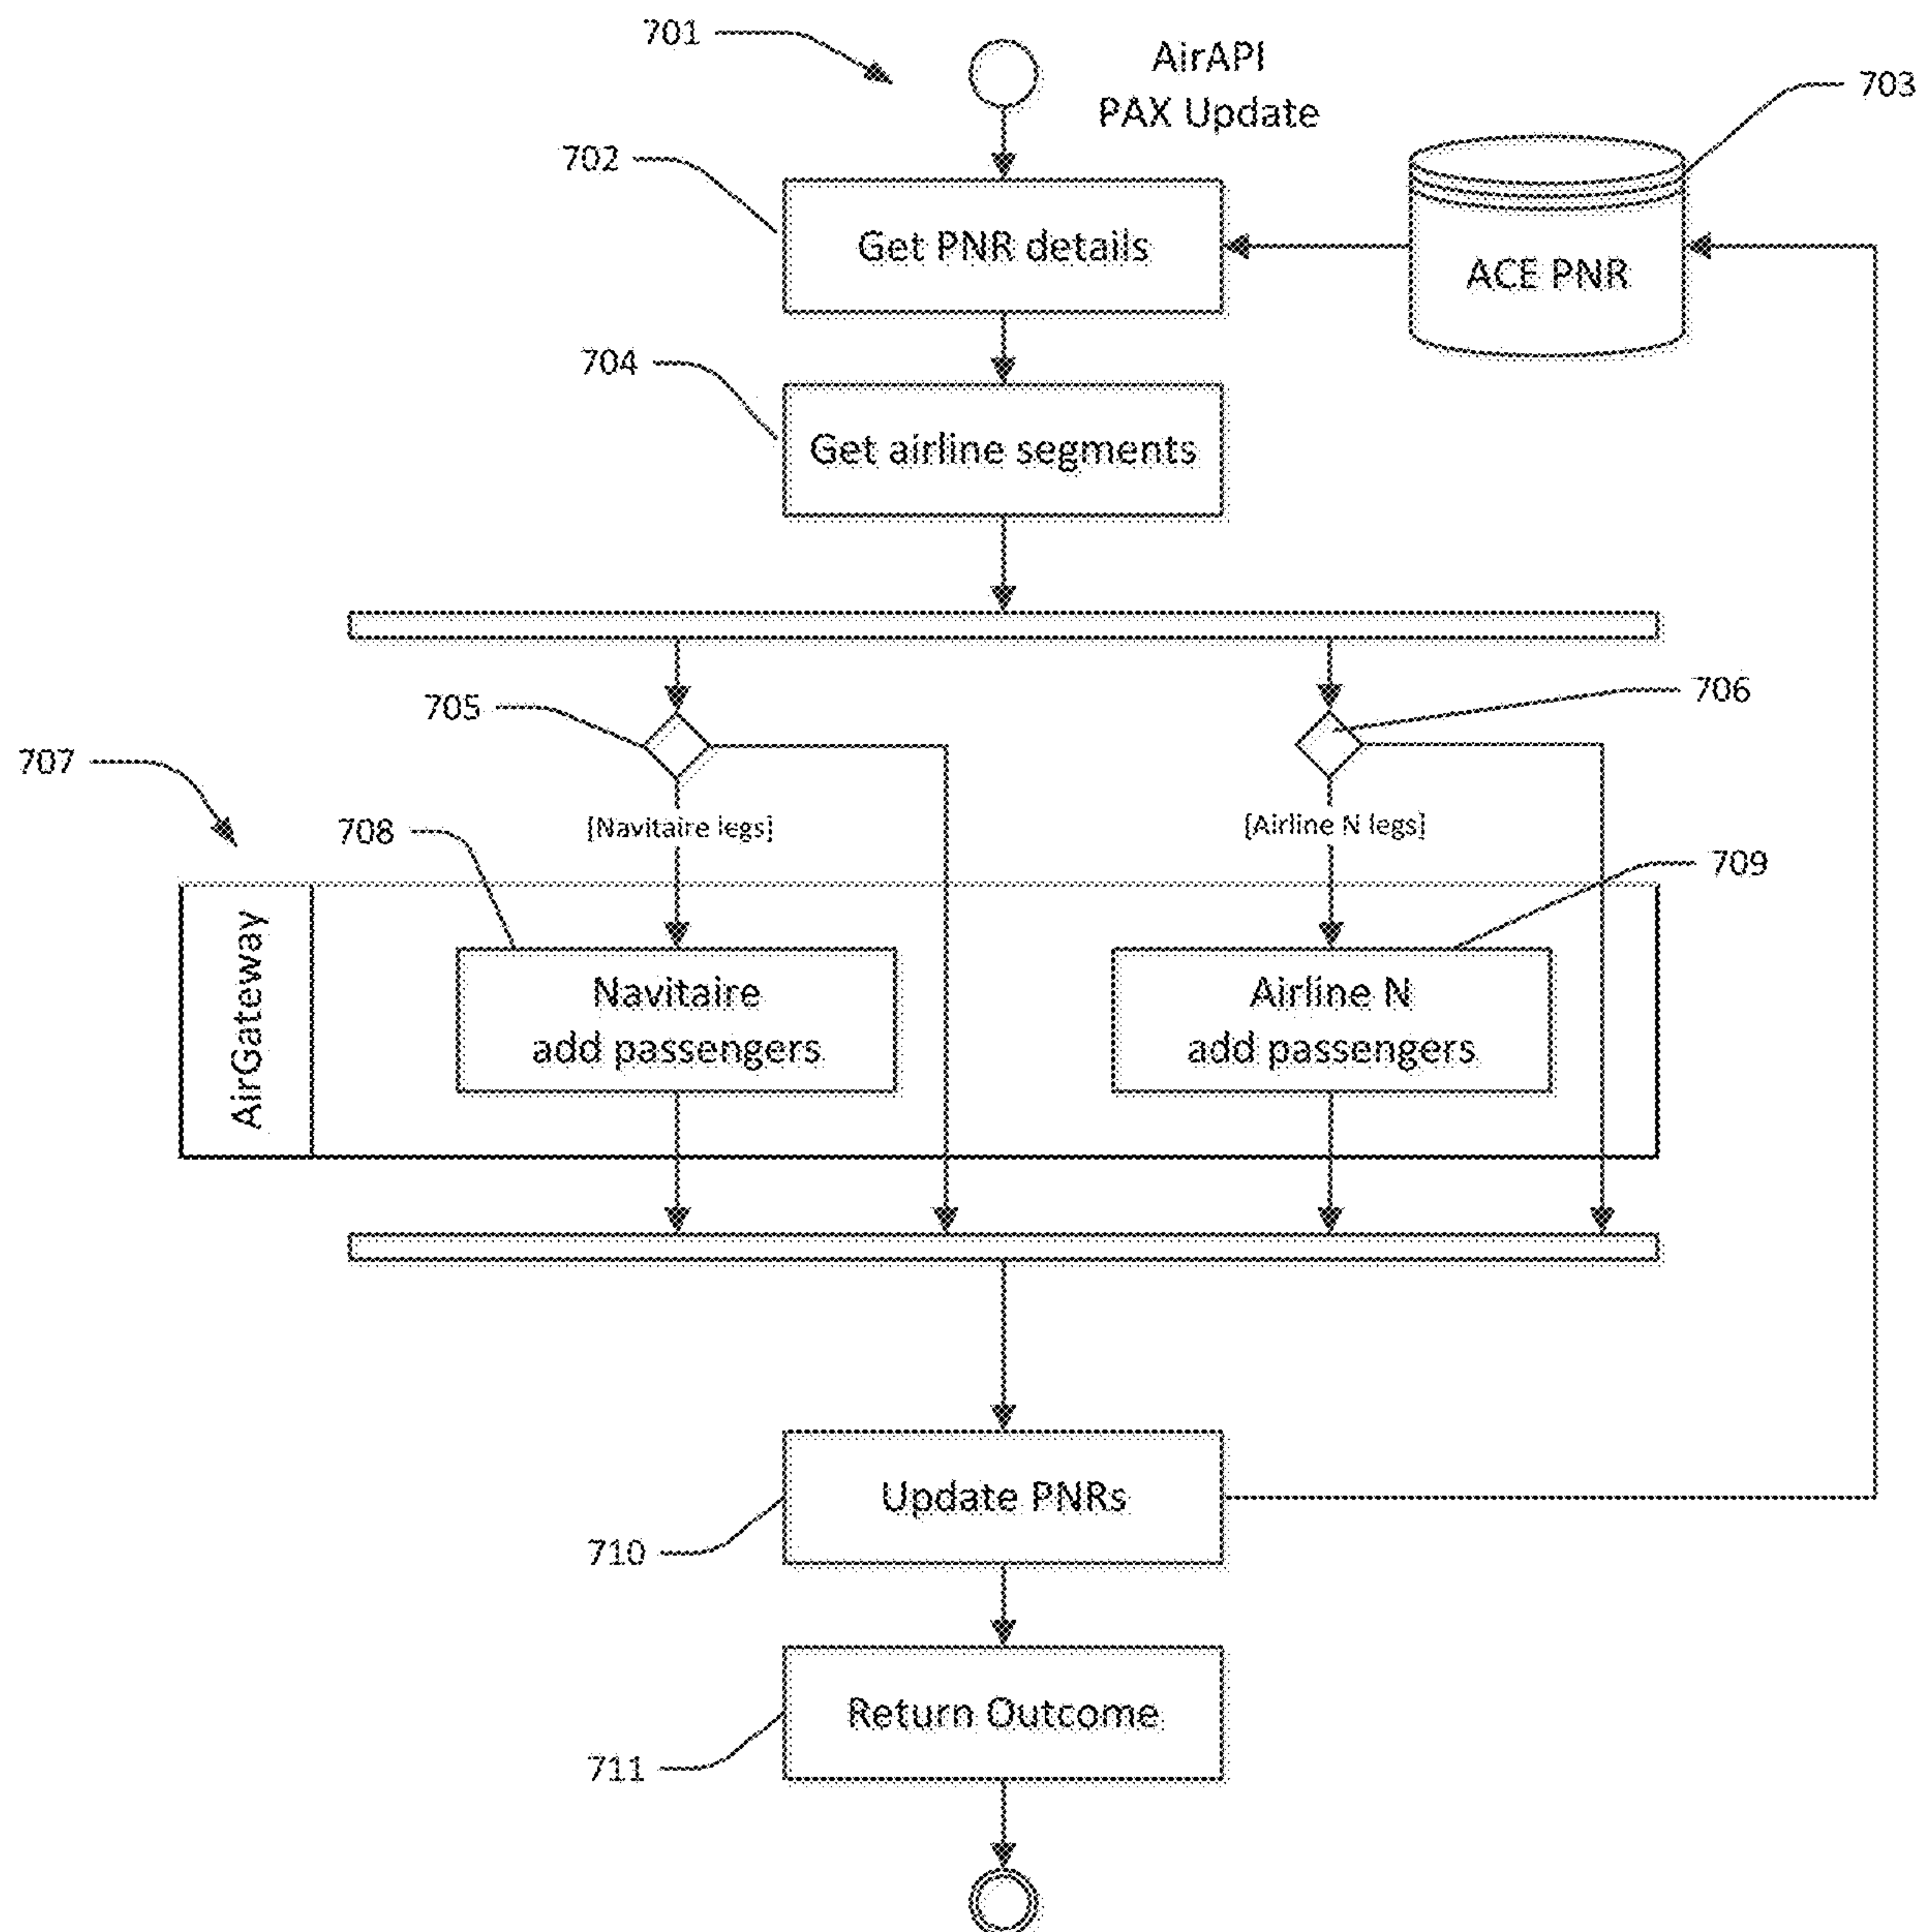 701
AirAPI
PAX Update
703
702
Get PNR details
ACE PNR
704
Get airline segments
705
706
707
[Navitaire legs]
[Airline N legs]
708
709
AirGateway
Navitaire
add passengers
Airline N
add passengers
Update PNRs
710
Return Outcome
711